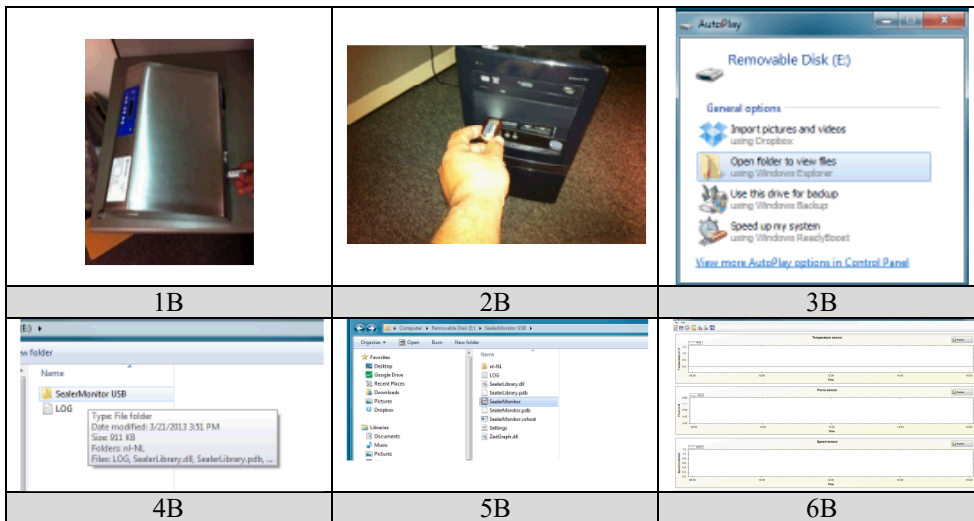 AutoPlay
Removable Disk (E:)
General options
Import pictures and videos
using Dropbox
Open folder to view files
using Windows Explorer
Use this drive for backup
using Windows Backup
Speed up my system
using Windows ReadyBoost
View more AutoPlay options in Control Panel
1B
2B
3B
(E:)
w folder
Name
SealerMonitor USB
LOG
Type: File folder
Date modified: 3/21/2013 3:51 PM
Size: 911 KB
Folders: nl-NL
Files: LOG, SealerLibrary.dll, SealerLibrary.pdb, ...
Computer Removable Disk (E:) SealerMonitor USB
Organize Open Burn New folder
Favorites
Desktop
Google Drive
Recent Places
Downloads
Pictures
Dropbox
Libraries
Documents
Music
Pictures
Name
nl-NL
LOG
SealerLibrary.dll
SealerLibrary.pdb
SealerMonitor
SealerMonitor.pdb
SealerMonitor.vshost
Settings
ZedGraph.dll
Temperature sensor
Time
Force sensor
Time
Speed sensor
Time
4B
5B
6B